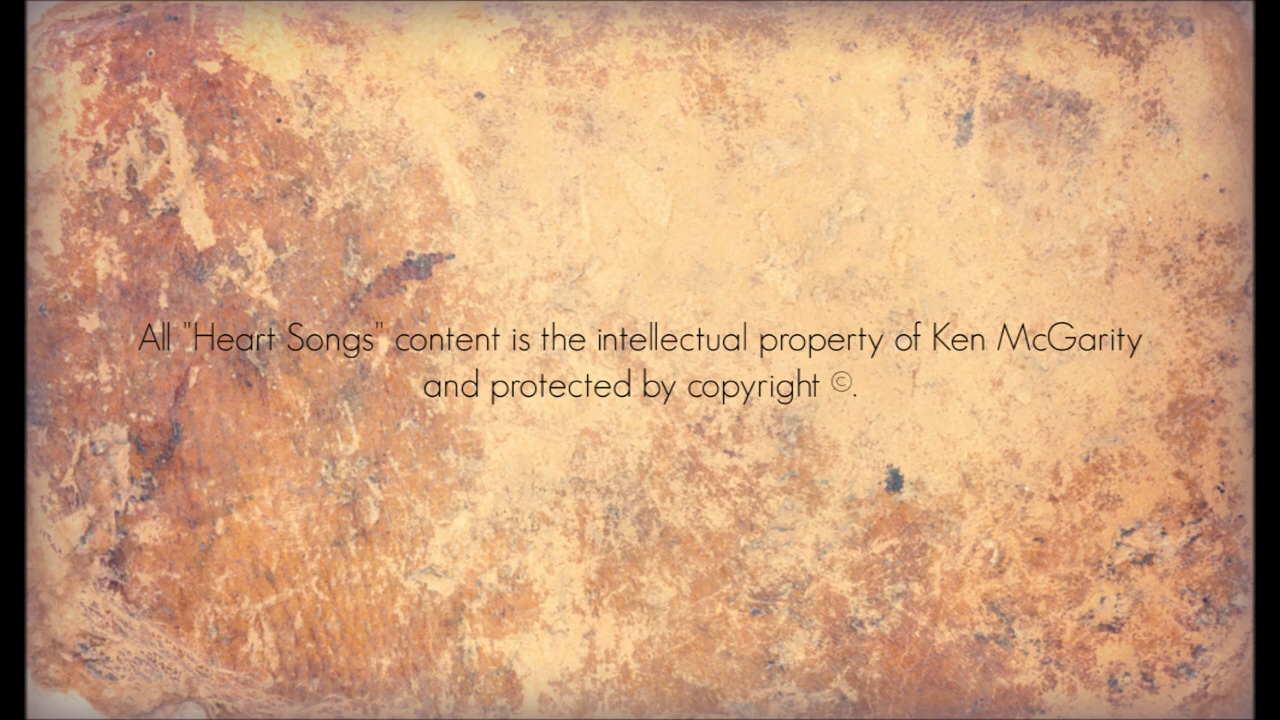 All "Heart Songs" content is the intellectual property of Ken McGarity
and protected by copyright ©.